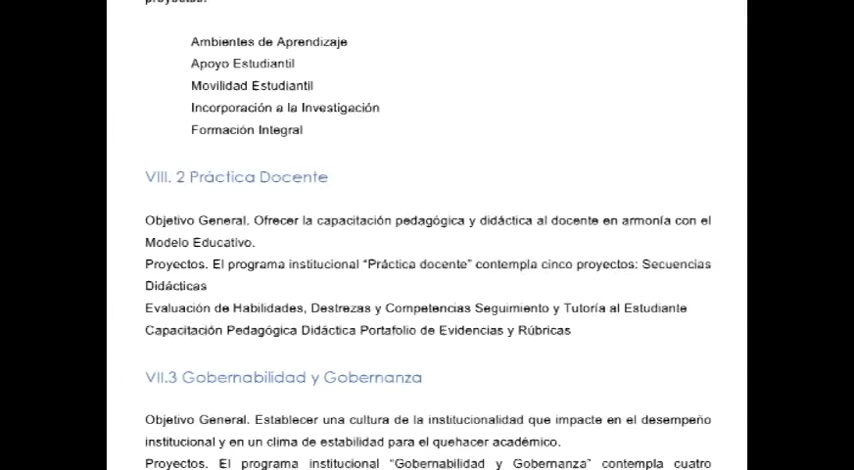 proyectos.
Ambientes de Aprendizaje
Apoyo Estudiantil
Movilidad Estudiantil
Incorporación a la Investigación
Formación Integral
VIII. 2 Práctica Docente
Objetivo General. Ofrecer la capacitación pedagógica y didáctica al docente en armonía con el
Modelo Educativo.
Proyectos. El programa institucional “Práctica docente” contempla cinco proyectos: Secuencias
Didácticas
Evaluación de Habilidades, Destrezas y Competencias Seguimiento y Tutoría al Estudiante
Capacitación Pedagógica Didáctica Portafolio de Evidencias y Rúbricas
VII.3 Gobernabilidad y Gobernanza
Objetivo General. Establecer una cultura de la institucionalidad que impacte en el desempeño
institucional y en un clima de estabilidad para el quehacer académico.
Proyectos. El programa institucional “Gobernabilidad y Gobernanza” contempla cuatro